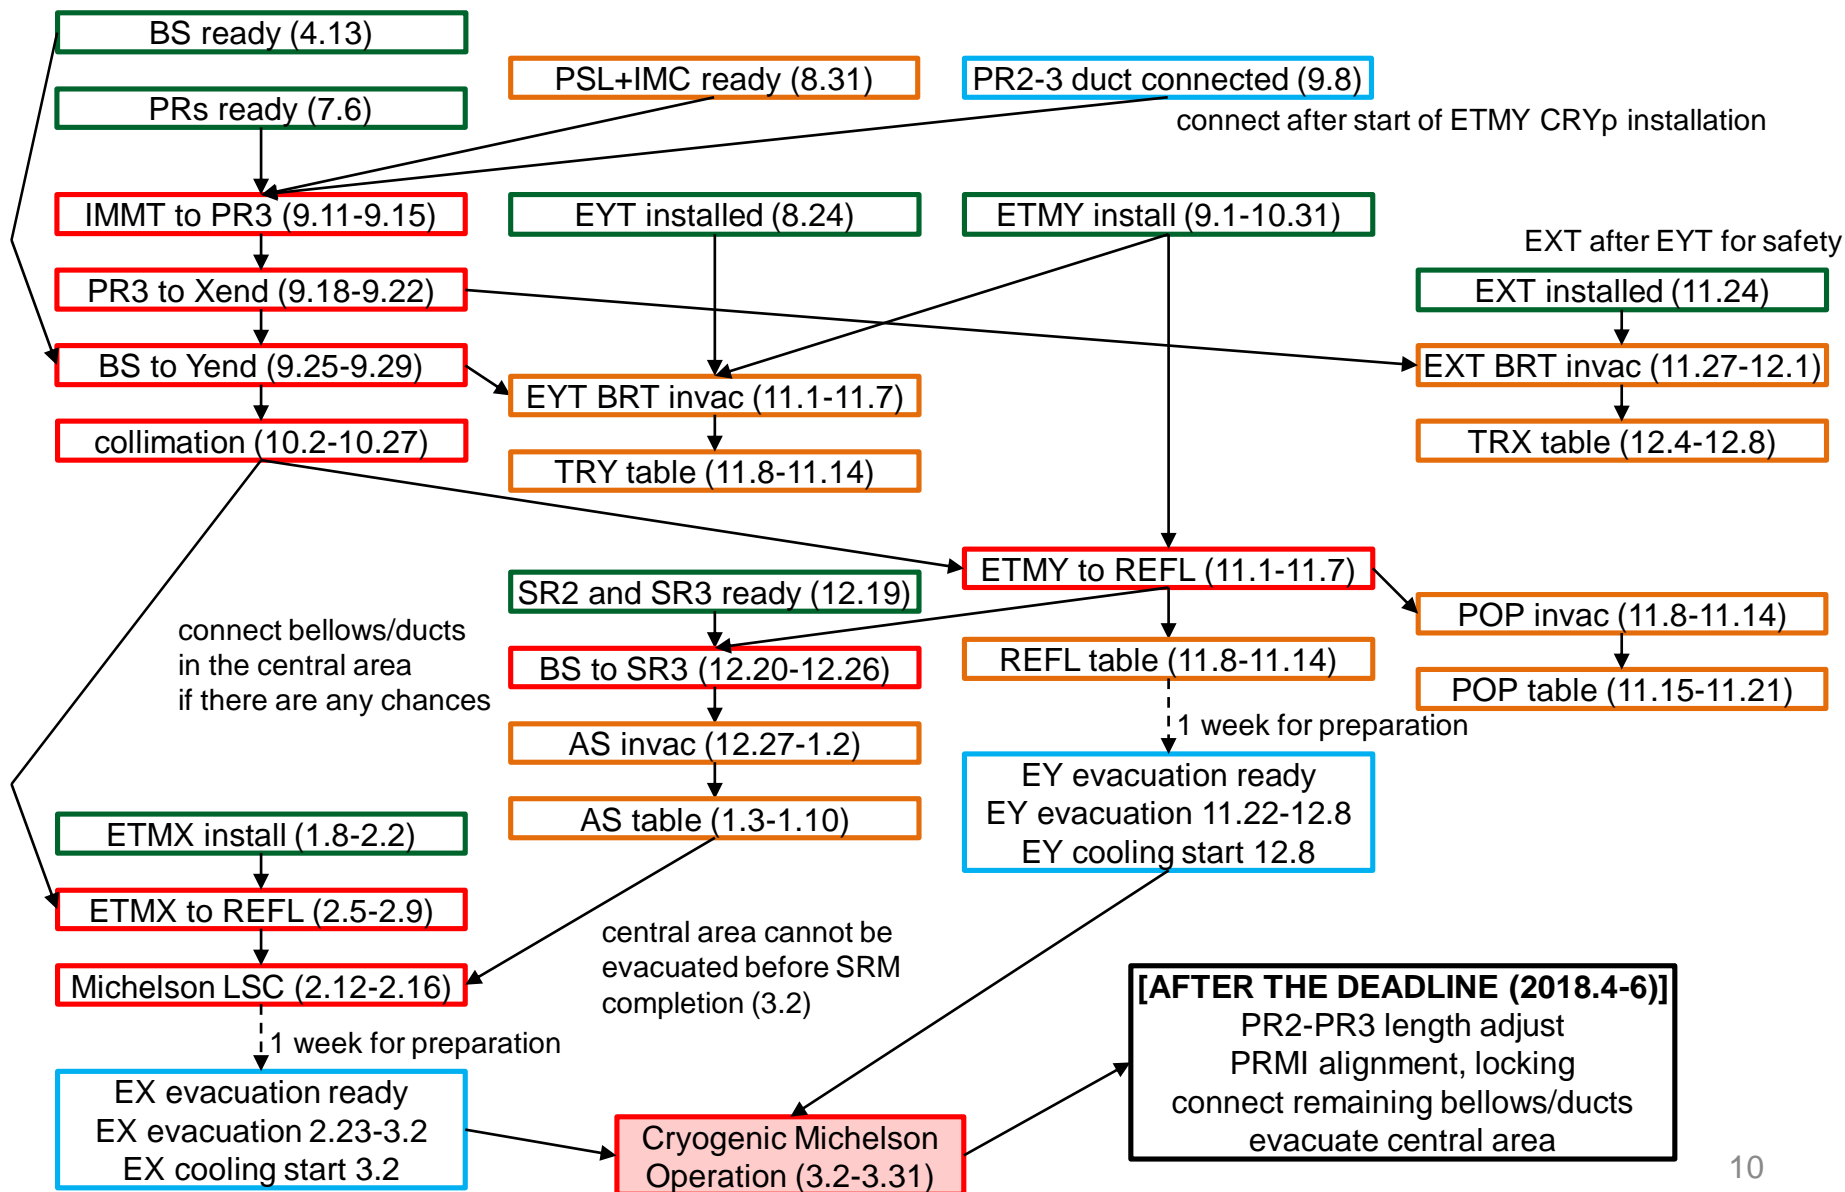 BS ready (4.13)
PSL+IMC ready (8.31)
PR2-3 duct connected (9.8)
PRs ready (7.6)
connect after start of ETMY CRYp installation
IMMT to PR3 (9.11-9.15)
EYT installed (8.24)
ETMY install (9.1-10.31)
EXT after EYT for safety
PR3 to Xend (9.18-9.22)
EXT installed (11.24)
BS to Yend (9.25-9.29)
EXT BRT invac (11.27-12.1)
EYT BRT invac (11.1-11.7)
collimation (10.2-10.27)
TRX table (12.4-12.8)
TRY table (11.8-11.14)
ETMY to REFL (11.1-11.7)
SR2 and SR3 ready (12.19)
POP invac (11.8-11.14)
connect bellows/ducts
in the central area
if there are any chances
BS to SR3 (12.20-12.26)
REFL table (11.8-11.14)
POP table (11.15-11.21)
1 week for preparation
AS invac (12.27-1.2)
EY evacuation ready
EY evacuation 11.22-12.8
EY cooling start 12.8
AS table (1.3-1.10)
ETMX install (1.8-2.2)
ETMX to REFL (2.5-2.9)
central area cannot be
evacuated before SRM
completion (3.2)
Michelson LSC (2.12-2.16)
[AFTER THE DEADLINE (2018.4-6)]
PR2-PR3 length adjust
PRMI alignment, locking
connect remaining bellows/ducts
evacuate central area
1 week for preparation
EX evacuation ready
EX evacuation 2.23-3.2
EX cooling start 3.2
Cryogenic Michelson
Operation (3.2-3.31)
10